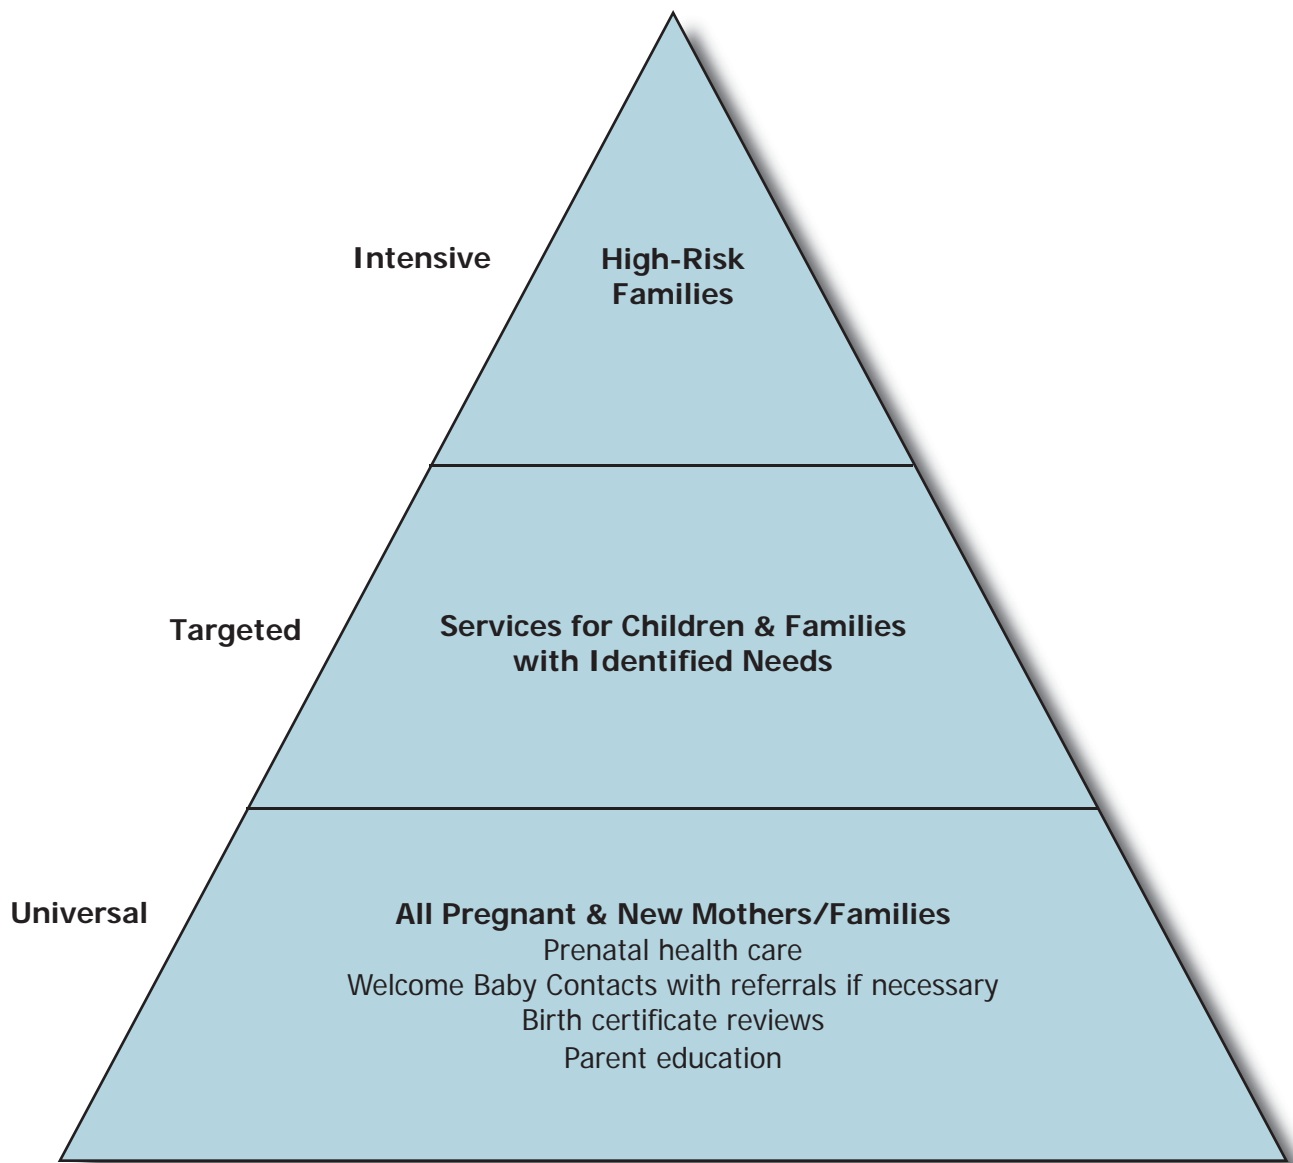 Intensive
High-Risk
Families
Targeted
Services for Children & Families
with Identified Needs
Universal
All Pregnant & New Mothers/Families
Prenatal health care
Welcome Baby Contacts with referrals if necessary
Birth certificate reviews
Parent education